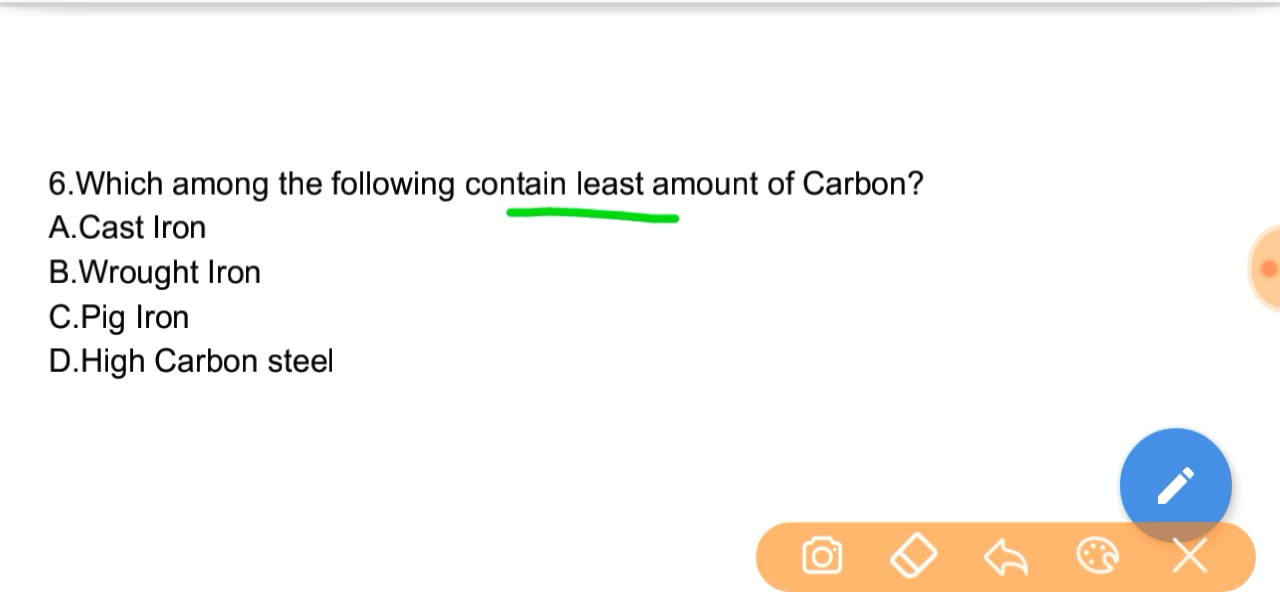 6.Which among the following contain least amount of Carbon?
A.Cast Iron
B.Wrought Iron
C.Pig Iron
D.High Carbon steel